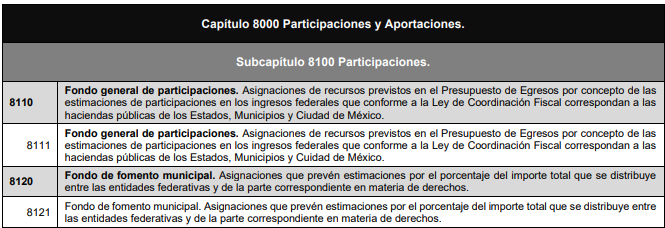 Capítulo 8000 Participaciones y Aportaciones.
Subcapítulo 8100 Participaciones.
8110 Fondo general de participaciones. Asignaciones de recursos previstos en el Presupuesto de Egresos por concepto de las
estimaciones de participaciones en los ingresos federales que conforme a la Ley de Coordinación Fiscal correspondan a las
haciendas públicas de los Estados, Municipios y Ciudad de México.
8111 Fondo general de participaciones. Asignaciones de recursos previstos en el Presupuesto de Egresos por concepto de las
estimaciones de participaciones en los ingresos federales que conforme a la Ley de Coordinación Fiscal correspondan a las
haciendas públicas de los Estados, Municipios y Cuidad de México.
8120 Fondo de fomento municipal. Asignaciones que prevén estimaciones por el porcentaje del importe total que se distribuye
entre las entidades federativas y de la parte correspondiente en materia de derechos.
8121 Fondo de fomento municipal. Asignaciones que prevén estimaciones por el porcentaje del importe total que se distribuye entre
las entidades federativas y de la parte correspondiente en materia de derechos.